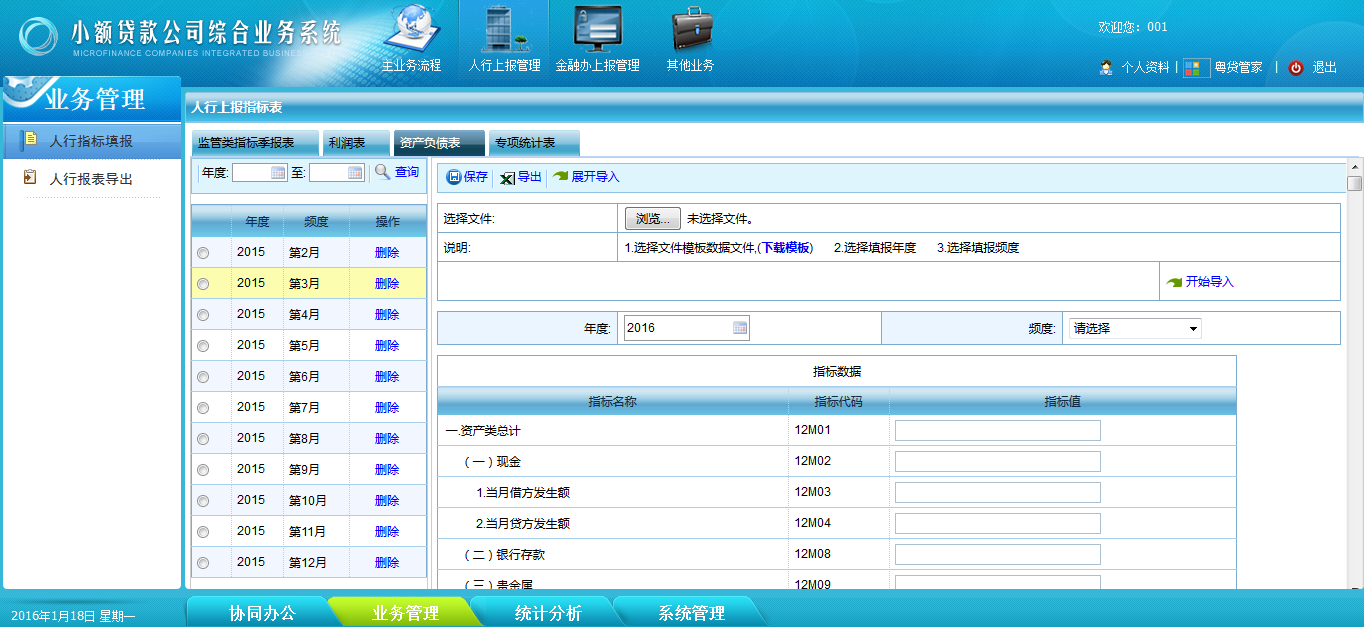 小额贷款公司综合业务系统
MICROFINANCE COMPANIES INTEGRATED BUSINE
主业务流程
人行上报管理
金融办上报管理
其他业务
欢迎您：001
个人资料 | 粤贷管家 | 退出
业务管理
人行指标填报
人行报表导出
人行上报指标表
监管类指标季报表 利润表 资产负债表 专项统计表
年度: 至: 查询
年度 频度 操作
2015 第2月 删除
2015 第3月 删除
2015 第4月 删除
2015 第5月 删除
2015 第6月 删除
2015 第7月 删除
2015 第8月 删除
2015 第9月 删除
2015 第10月 删除
2015 第11月 删除
2015 第12月 删除
保存 导出 展开导入
选择文件: 浏览... 未选择文件。
说明: 1.选择文件模板数据文件,(下载模板) 2.选择填报年度 3.选择填报频度
开始导入
年度: 2016 频度: 请选择
指标数据
指标名称 指标代码 指标值
一.资产类总计 12M01
（一）现金 12M02
1.当月借方发生额 12M03
2.当月贷方发生额 12M04
（二）银行存款 12M08
（三）贵金属 12M09
2016年1月18日 星期一
协同办公 业务管理 统计分析 系统管理